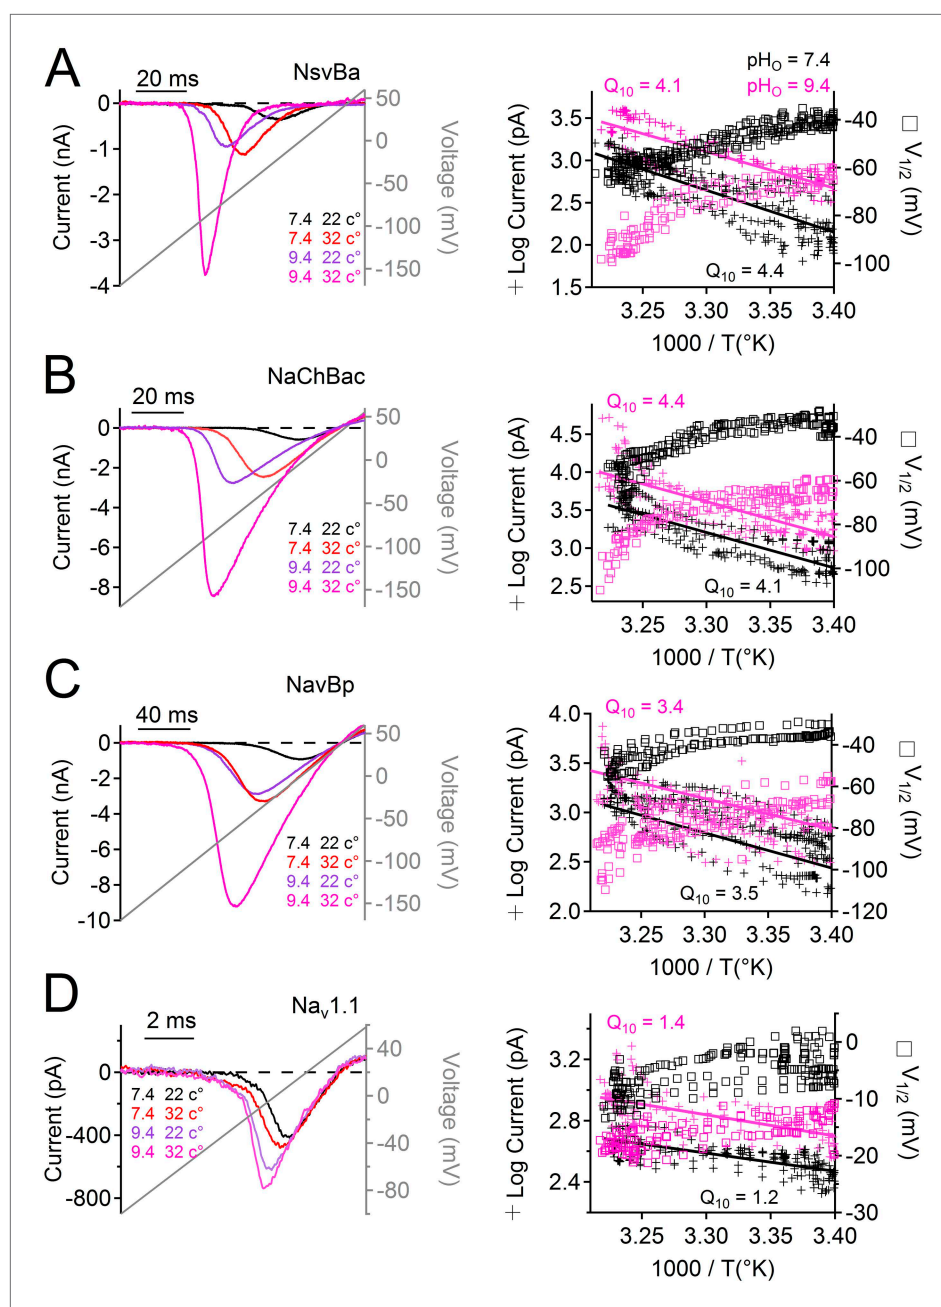 A
20 ms
NsvBa
0
-1
-2
-3
-4
Current (nA)
50
0
-50
-100
-150
Voltage (mV)
7.4 22 c°
7.4 32 c°
9.4 22 c°
9.4 32 c°
pHO = 7.4
pHO = 9.4
Q10 = 4.1
3.5
3.0
2.5
2.0
1.5
+ Log Current (pA)
-40
-60
-80
-100
□ V1/2 (mV)
Q10 = 4.4
3.25 3.30 3.35 3.40
1000 / T(°K)
B
20 ms
NaChBac
0
-2
-4
-6
-8
Current (nA)
50
0
-50
-100
-150
Voltage (mV)
7.4 22 c°
7.4 32 c°
9.4 22 c°
9.4 32 c°
Q10 = 4.4
4.5
4.0
3.5
3.0
2.5
+ Log Current (pA)
-40
-60
-80
-100
□ V1/2 (mV)
Q10 = 4.1
3.25 3.30 3.35 3.40
1000 / T(°K)
C
40 ms
NavBp
0
-2
-4
-6
-8
-10
Current (nA)
50
0
-50
-100
-150
Voltage (mV)
7.4 22 c°
7.4 32 c°
9.4 22 c°
9.4 32 c°
Q10 = 3.4
4.0
3.5
3.0
2.5
2.0
+ Log Current (pA)
-40
-60
-80
-100
-120
□ V1/2 (mV)
Q10 = 3.5
3.25 3.30 3.35 3.40
1000 / T(°K)
D
2 ms
Nav1.1
0
-400
-800
Current (pA)
40
0
-40
-80
Voltage (mV)
7.4 22 c°
7.4 32 c°
9.4 22 c°
9.4 32 c°
Q10 = 1.4
3.2
2.8
2.4
+ Log Current (pA)
0
-10
-20
-30
□ V1/2 (mV)
Q10 = 1.2
3.25 3.30 3.35 3.40
1000 / T(°K)